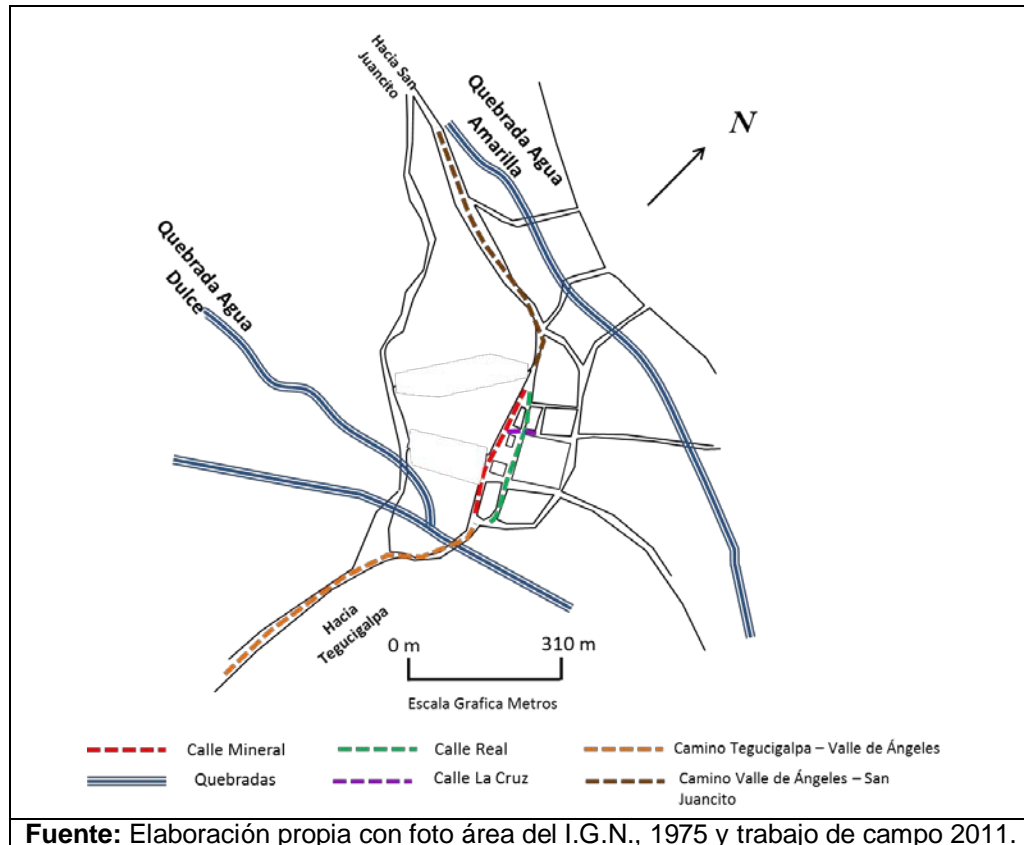 Hacia San
Juancito
Quebrada Agua
Amarilla
N
Quebrada Agua
Dulce
Hacia
Tegucigalpa
0 m 310 m
Escala Grafica Metros
Calle Mineral Calle Real Camino Tegucigalpa – Valle de Ángeles
Quebradas Calle La Cruz Camino Valle de Ángeles – San
Juancito
Fuente: Elaboración propia con foto área del I.G.N., 1975 y trabajo de campo 2011.